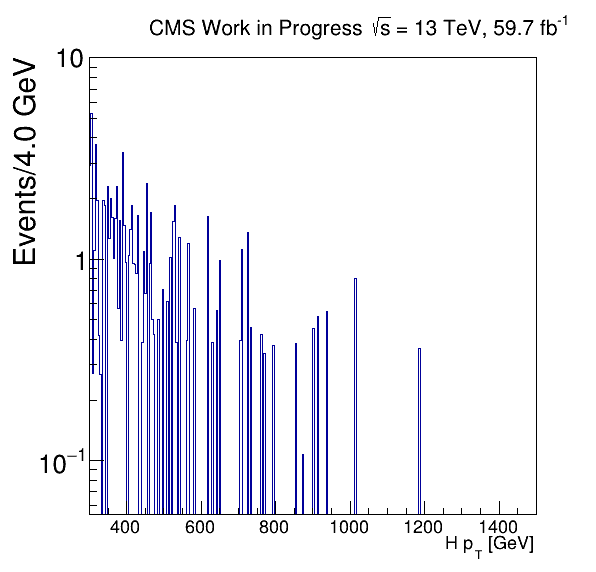 CMS Work in Progress √s = 13 TeV, 59.7 fb⁻¹
Events/4.0 GeV
10
1
10⁻¹
400 600 800 1000 1200 1400
H p_T [GeV]